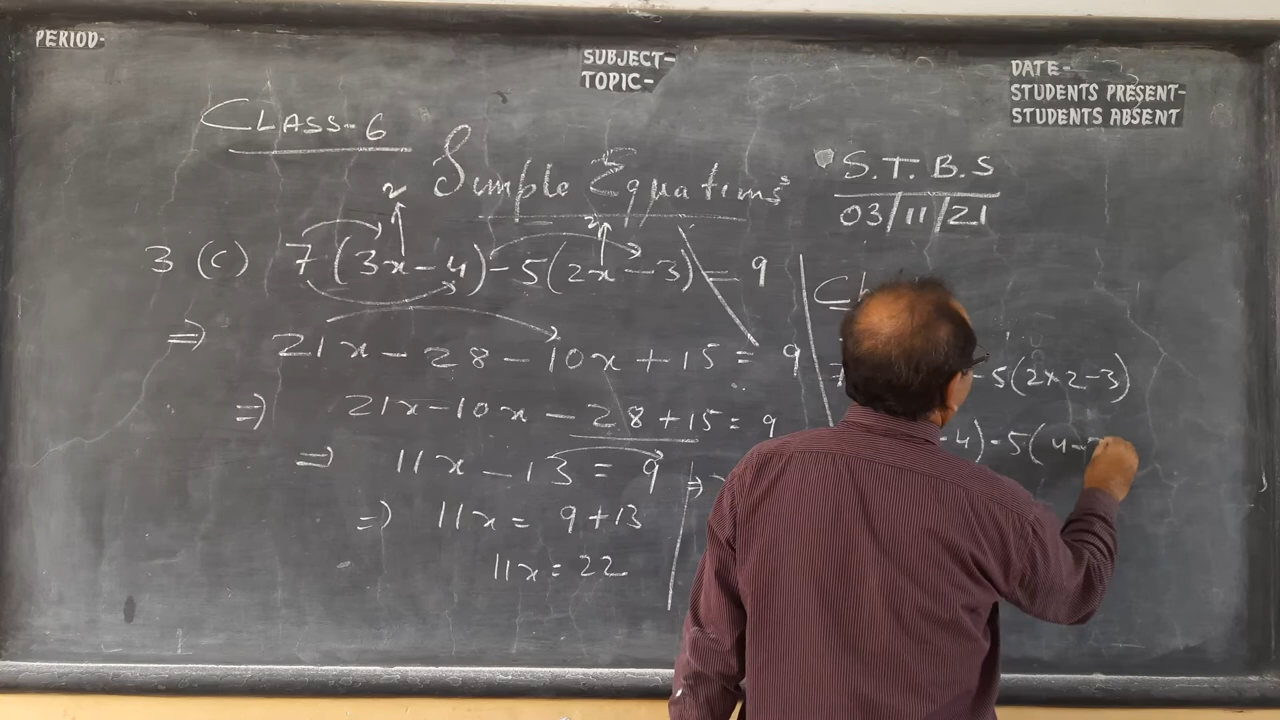 PERIOD-
SUBJECT-
TOPIC-
DATE-
STUDENTS PRESENT-
STUDENTS ABSENT
CLASS-6
Simple Equations
S.T.B.S
03/11/21
3 (c) 7(3x-4)-5(2x-3) = 9
⇒ 21x - 28 - 10x + 15 = 9
⇒ 21x-10x - 28+15 = 9
⇒ 11x - 13 = 9
⇒ 11x = 9+13
11x = 22
⇒
- 5(2×2-3)
-4)-5(4-